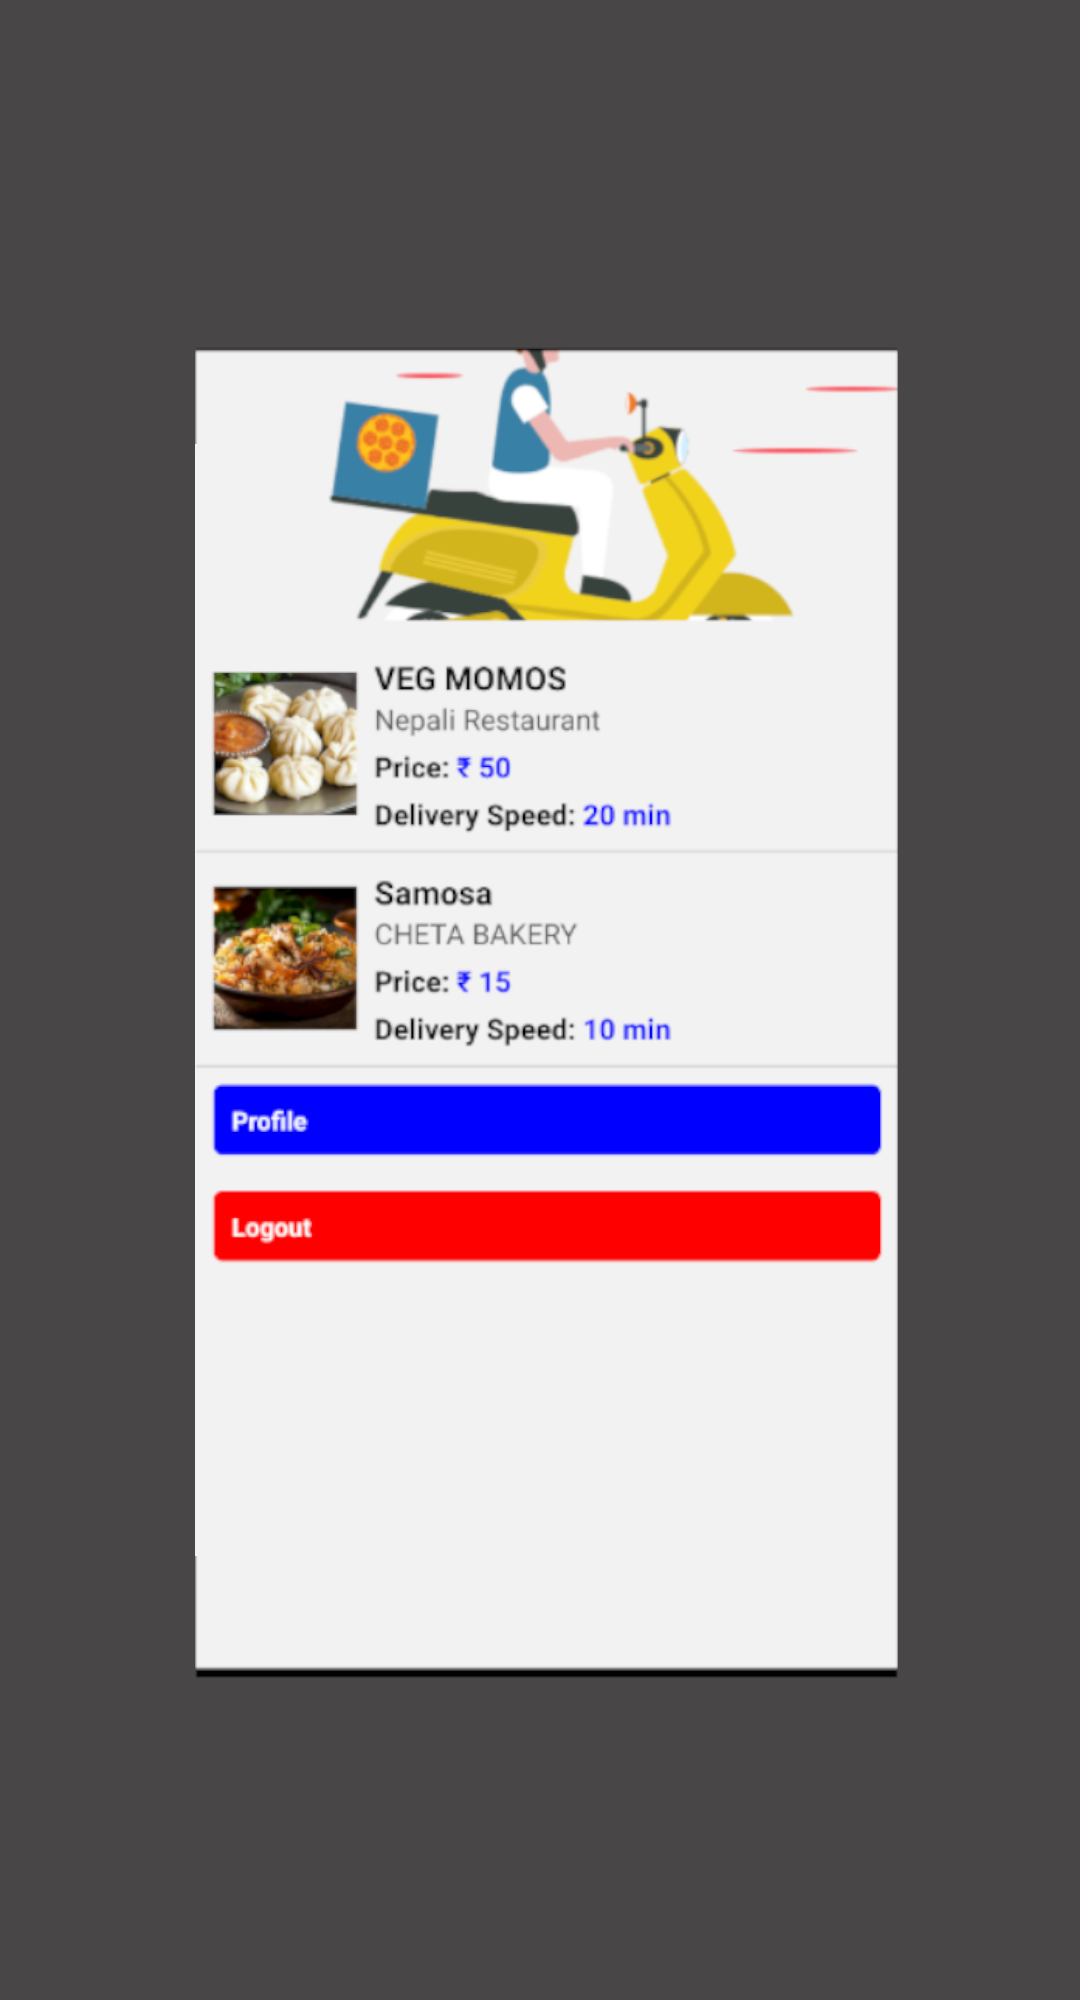 VEG MOMOS
Nepali Restaurant
Price: ₹ 50
Delivery Speed: 20 min
Samosa
CHETA BAKERY
Price: ₹ 15
Delivery Speed: 10 min
Profile
Logout